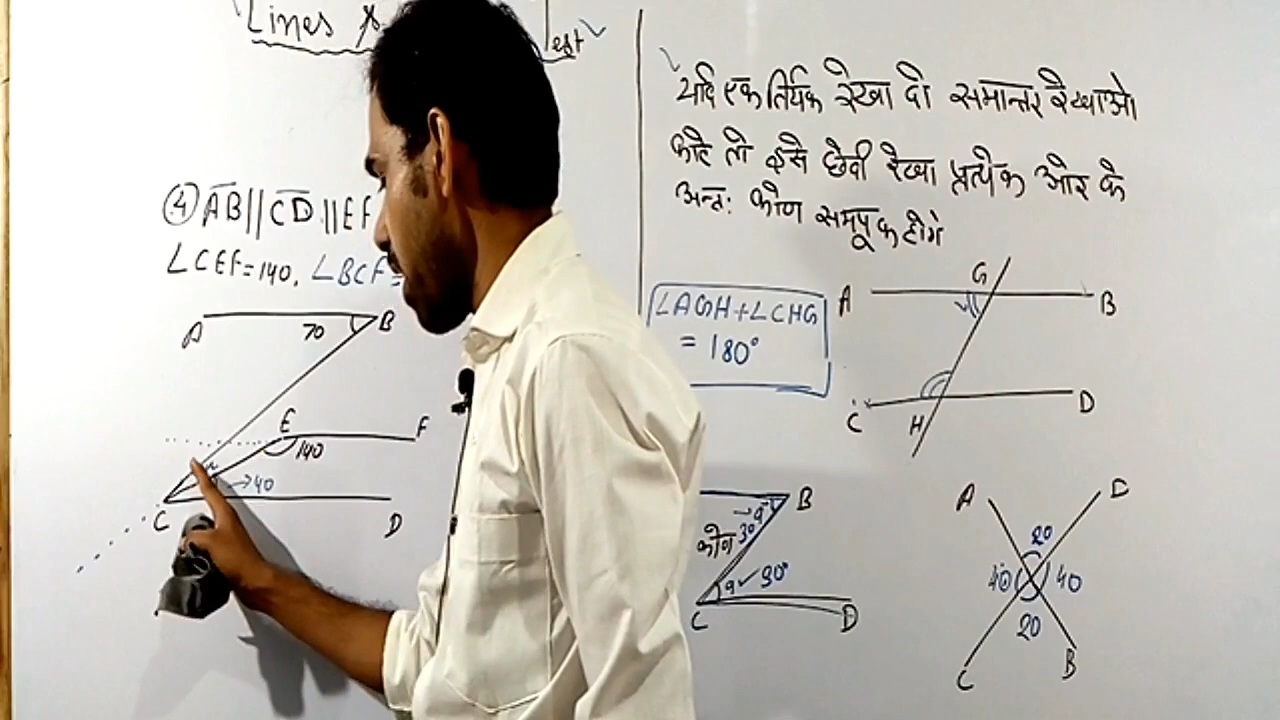 Lines
④ AB||CD||EF
∠CEF=140, ∠BCF=
A
70
B
E
F
140
→40
C
D
यदि एक तिर्यक रेखा दो समान्तर रेखाओ
काटे तो इसे छेदी रेखा प्रत्येक ओर के
अन्तः कोण समपूरक होंगे
∠AGH+∠CHG
= 180°
G
A
B
C
D
H
B
कोण 30
a
a
30°
C
D
A
D
20
40
40
20
C
B